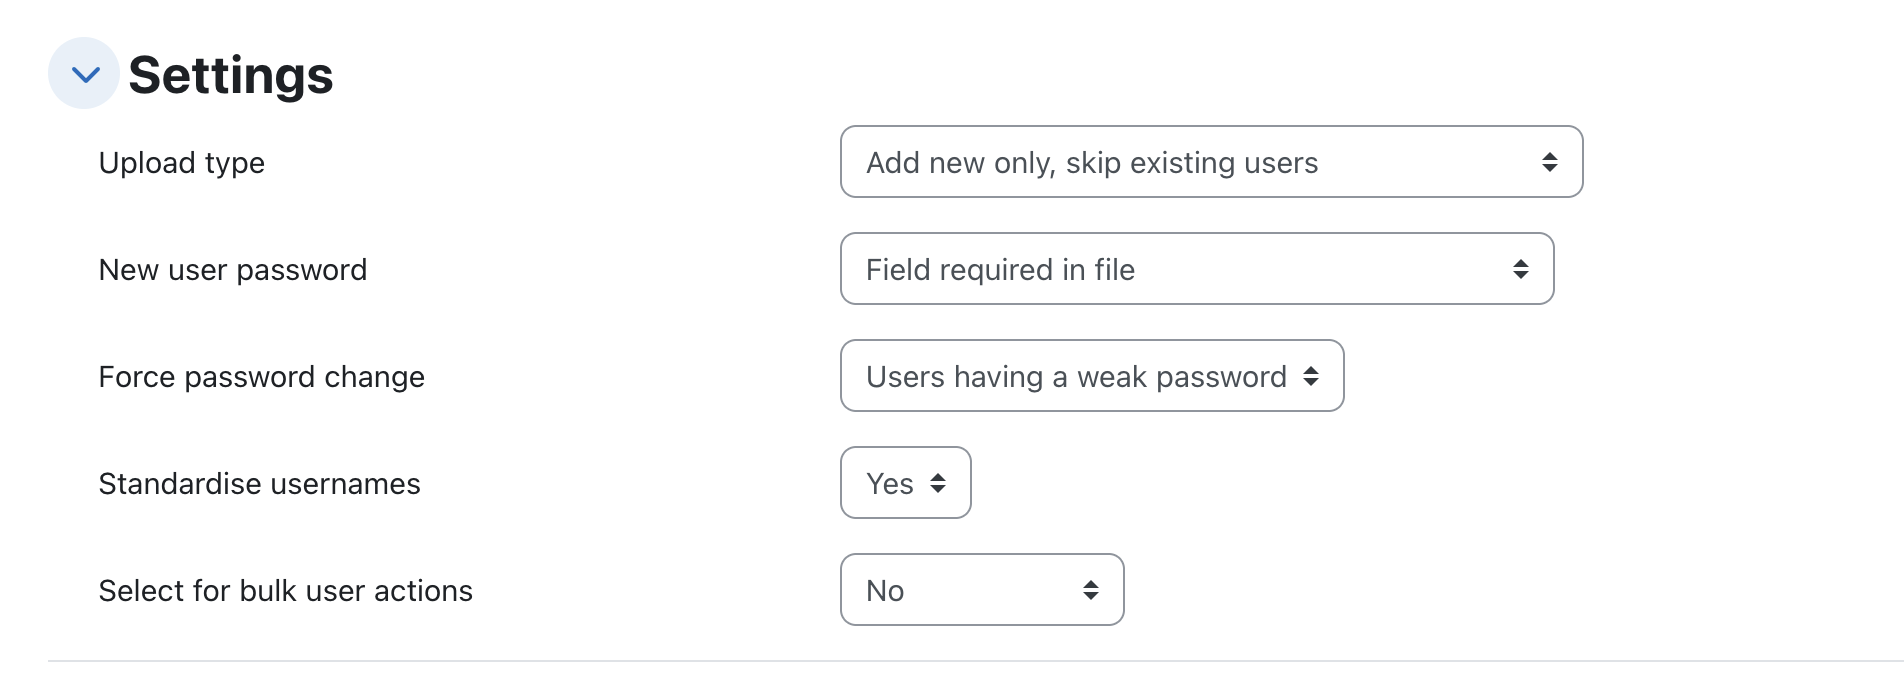 Settings
Upload type
Add new only, skip existing users
New user password
Field required in file
Force password change
Users having a weak password
Standardise usernames
Yes
Select for bulk user actions
No